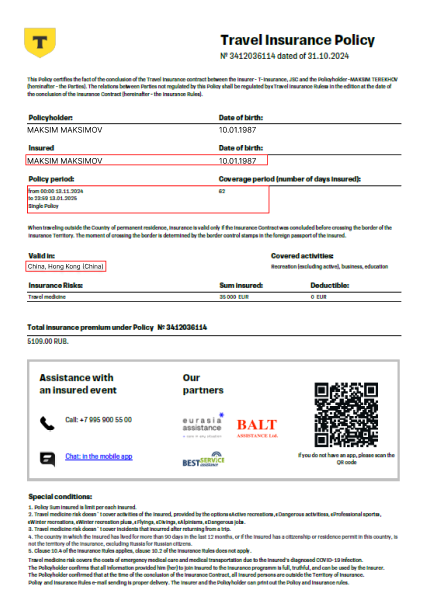 T
Travel Insurance Policy
Nº 3412036114 dated of 31.10.2024
This Policy certifies the fact of the conclusion of the Travel Insurance contract between the Insurer - T-Insurance, JSC and the Policyholder -MAKSIM TEREKHOV
(hereinafter - the Parties). The relations between Parties not regulated by this Policy shall be regulated by «Travel Insurance Rules» in the edition at the date of
the conclusion of the Insurance Contract (hereinafter - the Insurance Rules).
Policyholder: Date of birth:
MAKSIM MAKSIMOV 10.01.1987
Insured Date of birth:
MAKSIM MAKSIMOV 10.01.1987
Policy period: Coverage period (number of days insured):
from 00:00 13.11.2024 62
to 23:59 13.01.2025
Single Policy
When traveling outside the Country of permanent residence, insurance is valid only if the Insurance Contract was concluded before crossing the border of the
Insurance Territory. The moment of crossing the border is determined by the border control stamps in the foreign passport of the Insured.
Valid in: Covered activities:
China, Hong Kong (China) Recreation (excluding active), business, education
Insurance Risks: Sum insured: Deductible:
Travel medicine 35 000 EUR 0 EUR
Total insurance premium under Policy № 3412036114
5109.00 RUB.
Assistance with
an insured event
Our
partners
Call: +7 995 900 55 00
eurasia
assistance
BALT
ASSISTANCE Ltd.
Chat: in the mobile app
BEST SERVICE
ASSISTANCE
If you do not have an app, please scan the
QR code
Special conditions:
1. Policy Sum Insured is limit per each Insured.
2. Travel medicine risk doesn`t cover activities of the Insured, provided by the options «Active recreation», «Dangerous activities», «Professional sports»,
«Winter recreation», «Winter recreation plus», «Flying», «Diving», «Alpinism», «Dangerous job».
3. Travel medicine risk doesn`t cover incidents that incurred after returning from a trip.
4. The country in which the Insured has lived for more than 90 days in the last 12 months, or if the Insured has a citizenship or residence permit in this country, is
not the territory of the insurance, excluding Russia for Russian citizens.
5. Clause 10.4 of the Insurance Rules applies, clause 10.2 of the Insurance Rules does not apply.
Travel medicine risk covers the costs of emergency medical care and medical transportation due to the Insured's diagnosed COVID-19 infection.
The Policyholder confirms that all information provided him (her) to join insured to the Insurance programme is full, truthful, and can be used by the Insurer.
The Policyholder confirmed that at the time of the conclusion of the Insurance Contract, all Insured persons are outside the Territory of Insurance.
Policy and Insurance Rules e-mail sending is proper delivery. The Insurer and the Policyholder can print out the Policy and Insurance rules.